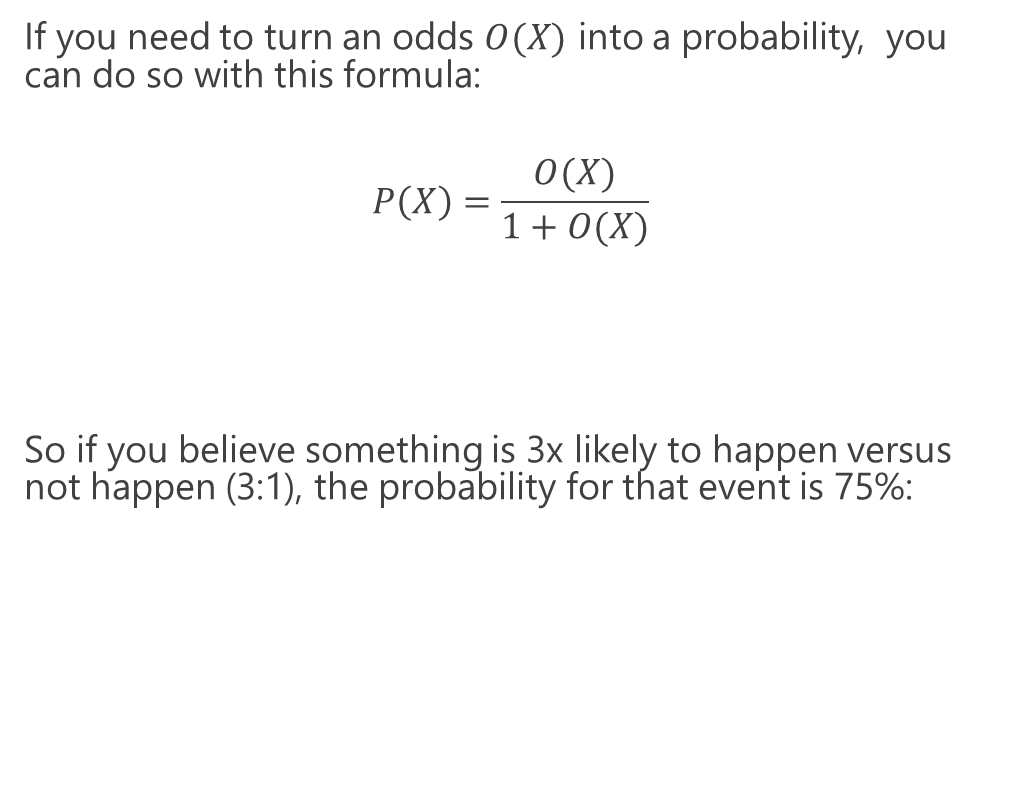 If you need to turn an odds O(X) into a probability,  you
can do so with this formula:
P(X) = O(X) / 1 + O(X)
So if you believe something is 3x likely to happen versus
not happen (3:1), the probability for that event is 75%: